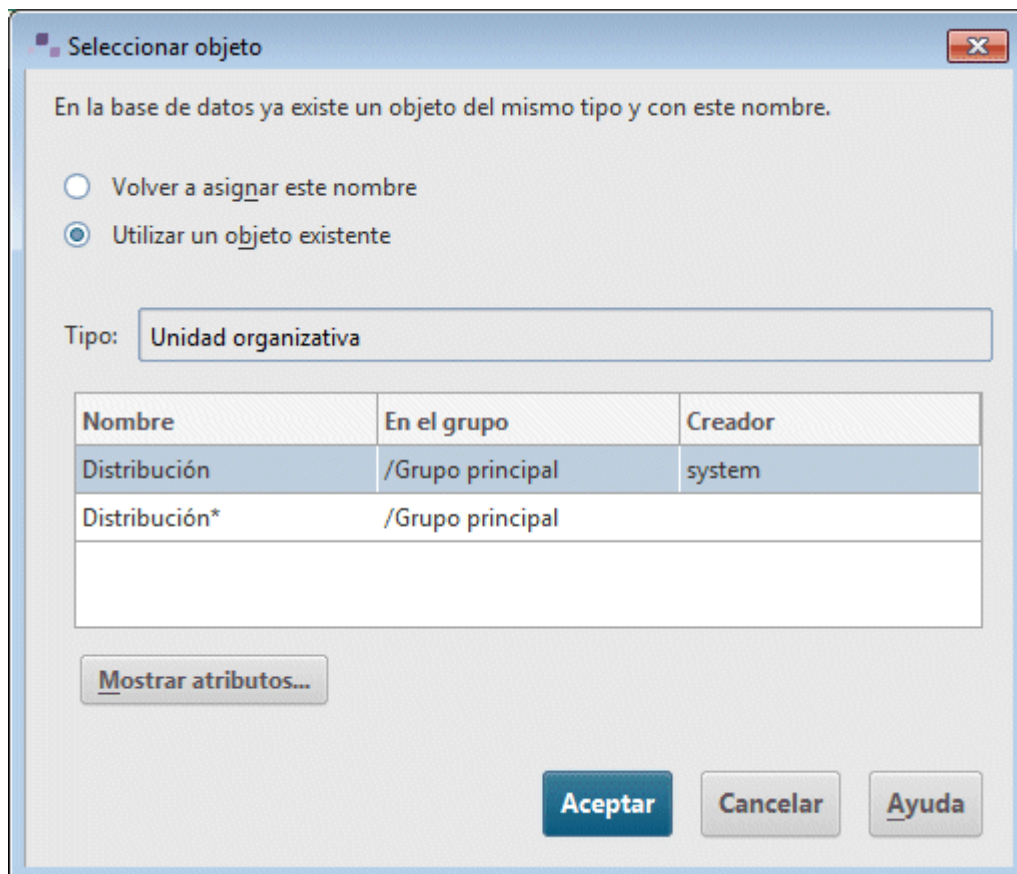 Seleccionar objeto
En la base de datos ya existe un objeto del mismo tipo y con este nombre.
Volver a asignar este nombre
Utilizar un objeto existente
Tipo: Unidad organizativa
Nombre En el grupo Creador
Distribución /Grupo principal system
Distribución* /Grupo principal
Mostrar atributos...
Aceptar Cancelar Ayuda